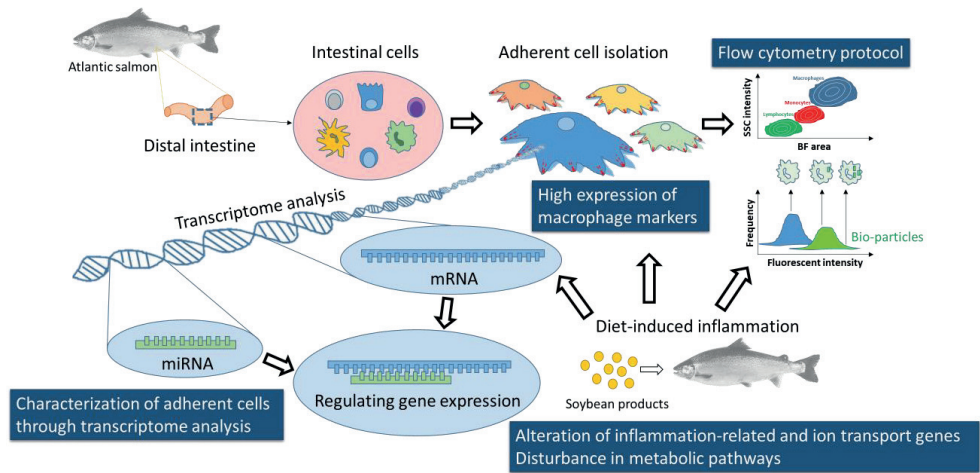 Atlantic salmon
Distal intestine
Intestinal cells
Adherent cell isolation
Flow cytometry protocol
SSC intensity
Macrophages
Monocytes
Lymphocytes
BF area
Frequency
Bio-particles
Fluorescent intensity
High expression of
macrophage markers
Transcriptome analysis
mRNA
miRNA
Regulating gene expression
Characterization of adherent cells
through transcriptome analysis
Diet-induced inflammation
Soybean products
Alteration of inflammation-related and ion transport genes
Disturbance in metabolic pathways